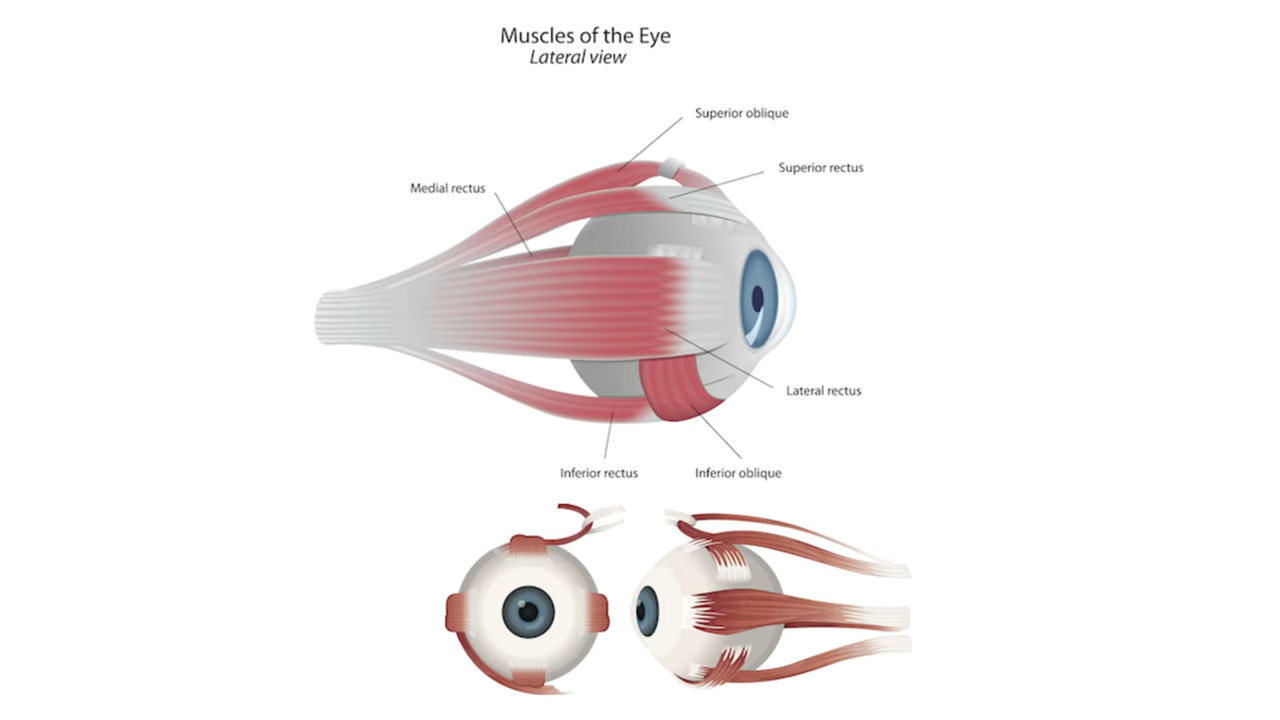 Muscles of the Eye
Lateral view
Superior oblique
Superior rectus
Medial rectus
Lateral rectus
Inferior rectus
Inferior oblique